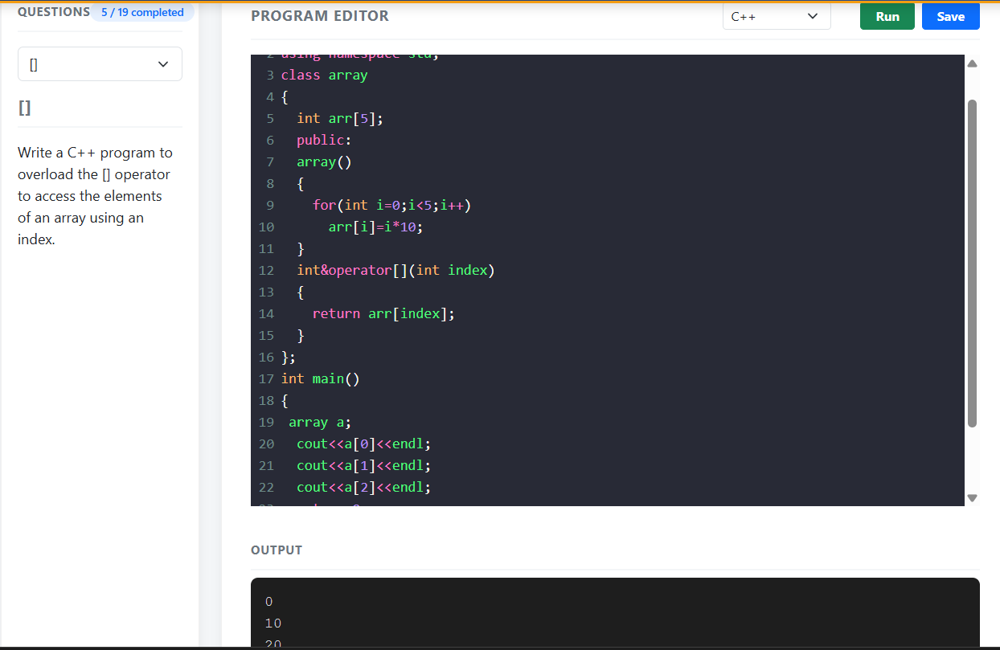 QUESTIONS 5 / 19 completed
[]
[]
Write a C++ program to
overload the [] operator
to access the elements
of an array using an
index.
PROGRAM EDITOR
C++
Run
Save
2 using namespace std;
3 class array
4 {
5 int arr[5];
6 public:
7 array()
8 {
9 for(int i=0;i<5;i++)
10 arr[i]=i*10;
11 }
12 int&operator[](int index)
13 {
14 return arr[index];
15 }
16 };
17 int main()
18 {
19 array a;
20 cout<<a[0]<<endl;
21 cout<<a[1]<<endl;
22 cout<<a[2]<<endl;
OUTPUT
0
10
20